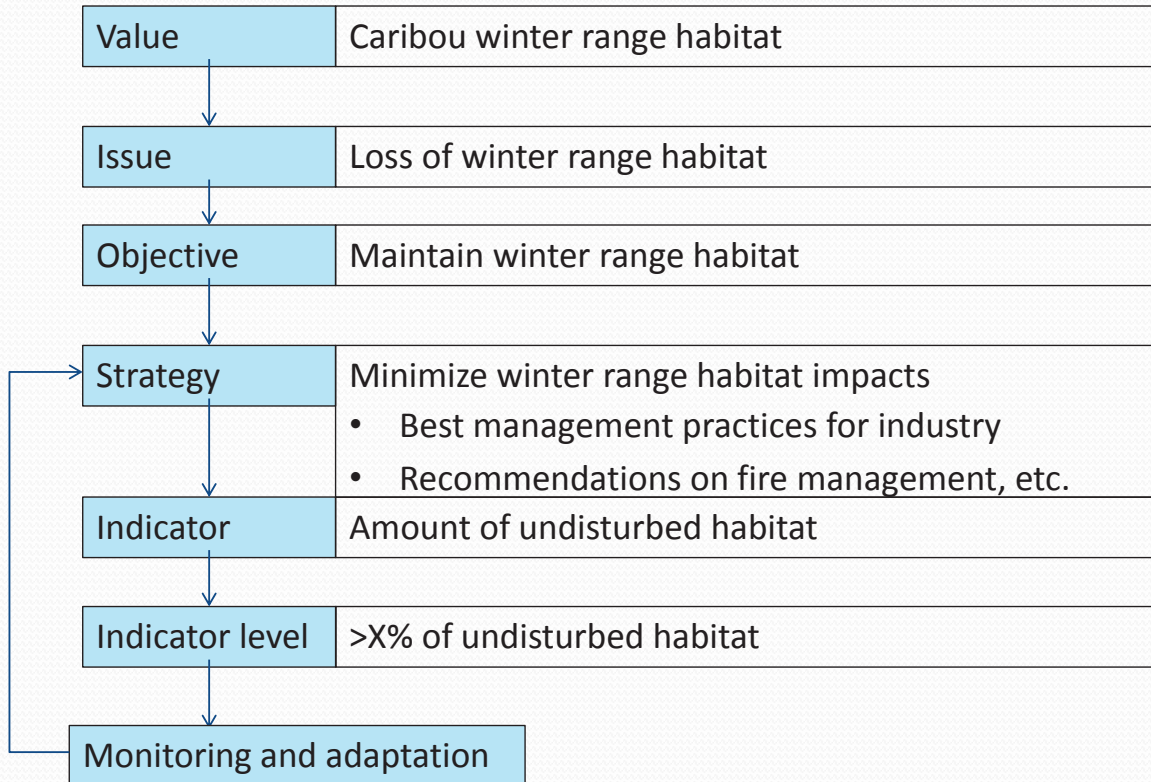 Value Caribou winter range habitat
Issue Loss of winter range habitat
Objective Maintain winter range habitat
Strategy Minimize winter range habitat impacts
• Best management practices for industry
• Recommendations on fire management, etc.
Indicator Amount of undisturbed habitat
Indicator level >X% of undisturbed habitat
Monitoring and adaptation